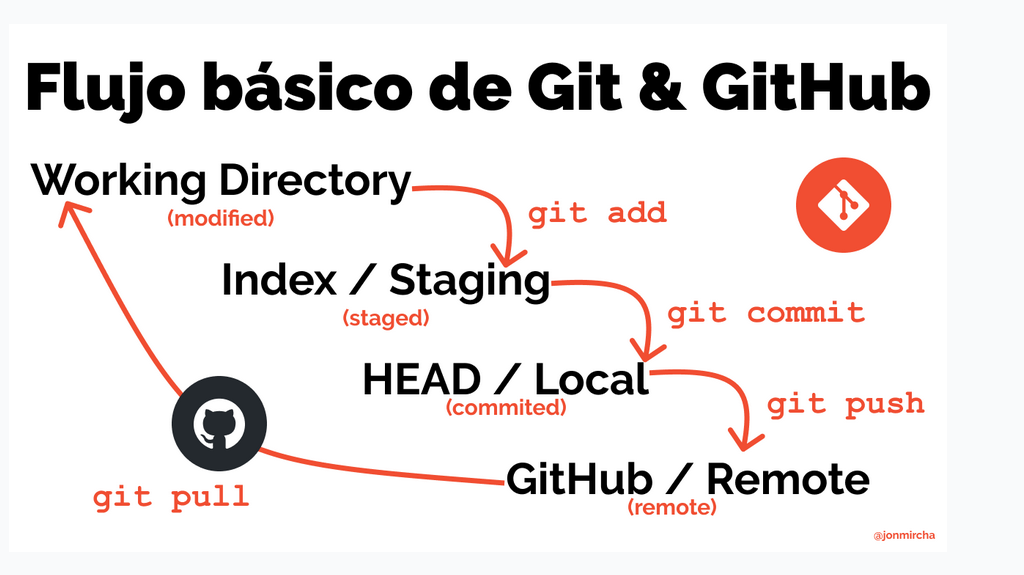 Flujo básico de Git & GitHub
Working Directory
(modified)
git add
Index / Staging
(staged)
git commit
HEAD / Local
(commited)
git push
GitHub / Remote
(remote)
git pull
@jonmircha